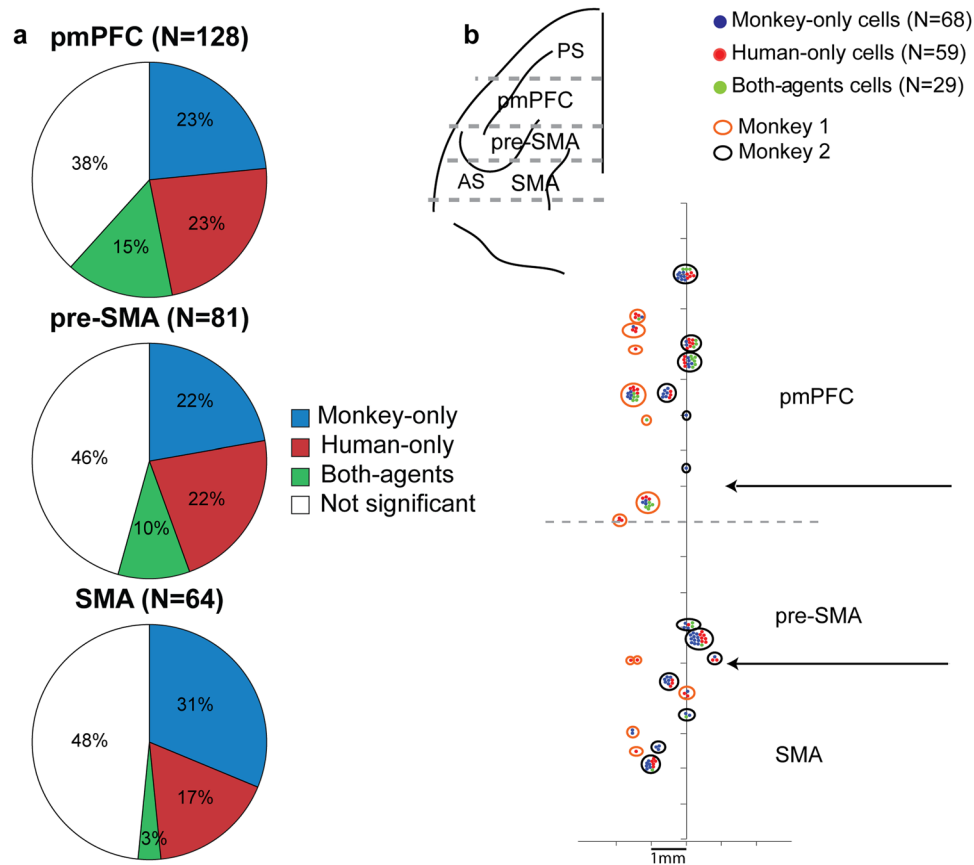 a
pmPFC (N=128)
23%
38%
23%
15%
pre-SMA (N=81)
22%
46%
22%
10%
SMA (N=64)
31%
48%
17%
3%
Monkey-only
Human-only
Both-agents
Not significant
b
PS
pmPFC
pre-SMA
AS
SMA
Monkey-only cells (N=68)
Human-only cells (N=59)
Both-agents cells (N=29)
Monkey 1
Monkey 2
pmPFC
pre-SMA
SMA
1mm